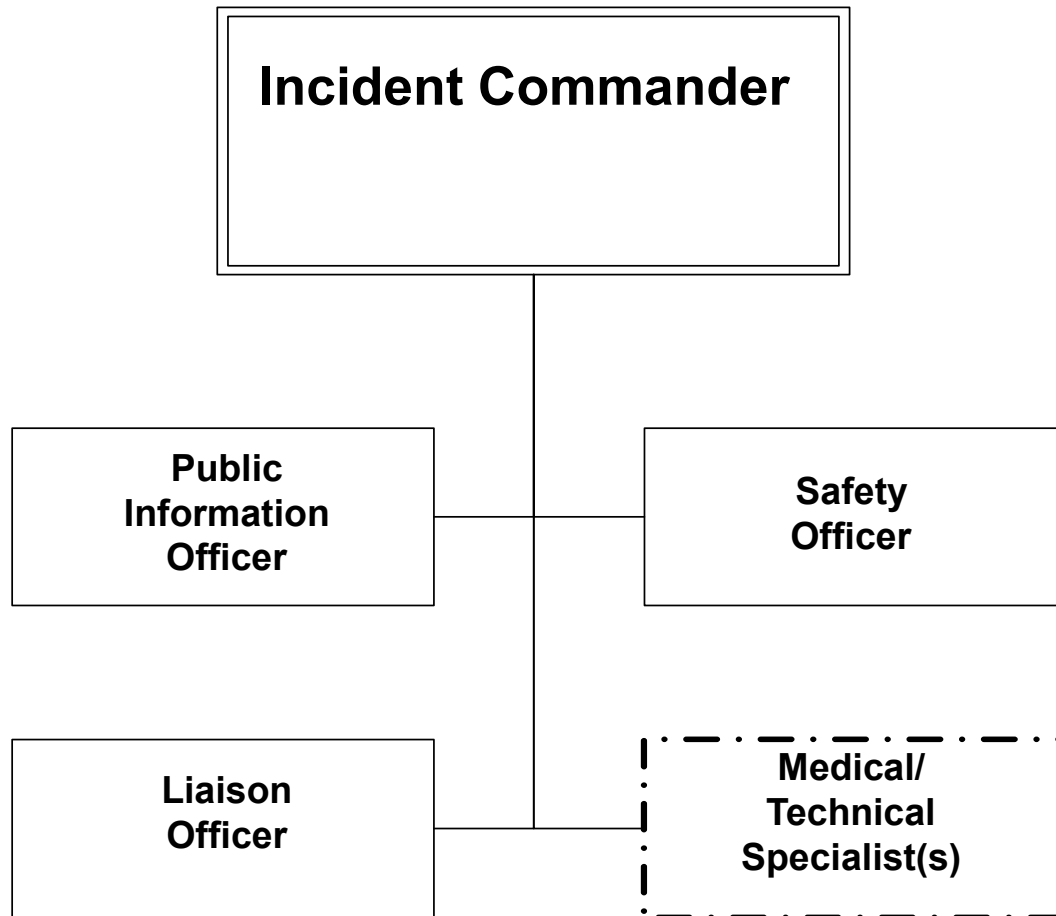 Incident Commander
Public
Information
Officer
Safety
Officer
Liaison
Officer
Medical/
Technical
Specialist(s)